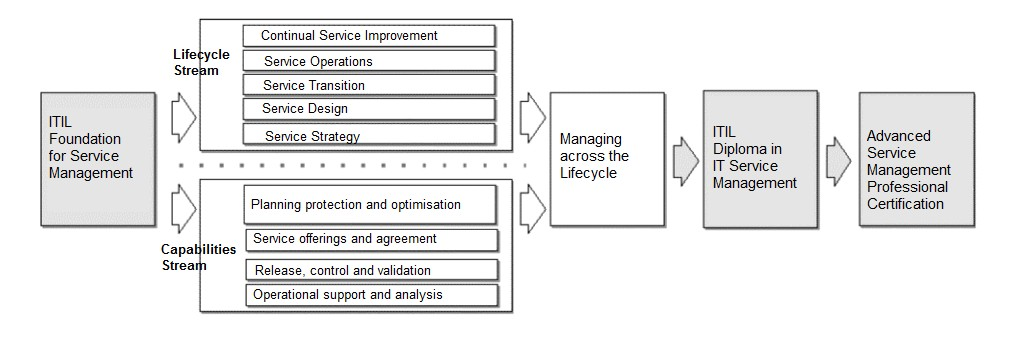 ITIL
Foundation
for Service
Management
Lifecycle
Stream
Continual Service Improvement
Service Operations
Service Transition
Service Design
Service Strategy
Capabilities
Stream
Planning protection and optimisation
Service offerings and agreement
Release, control and validation
Operational support and analysis
Managing
across the
Lifecycle
ITIL
Diploma in
IT Service
Management
Advanced
Service
Management
Professional
Certification